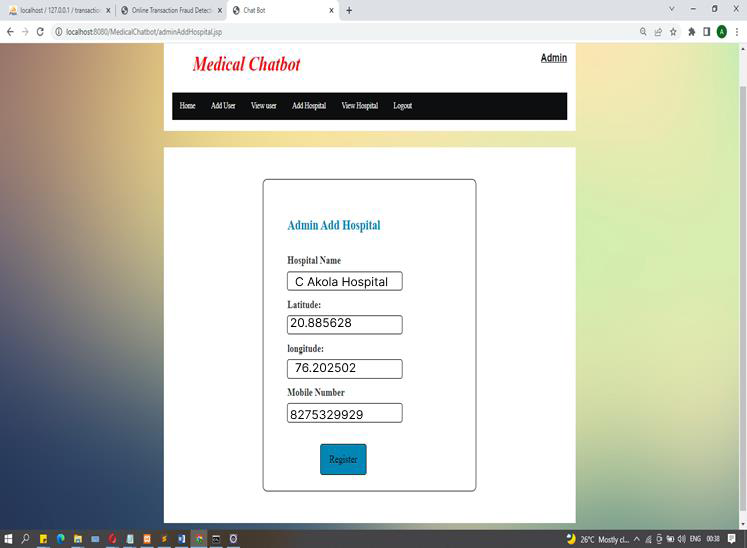 localhost / 127.0.0.1 / transaction
Online Transaction Fraud Detect
Chat Bot
localhost:8080/MedicalChatbot/adminAddHospital.jsp
A
Medical Chatbot
Admin
Home Add User View user Add Hospital View Hospital Logout
Admin Add Hospital
Hospital Name
C Akola Hospital
Latitude:
20.885628
longitude:
76.202502
Mobile Number
8275329929
Register
26°C Mostly cl... ENG 00:38